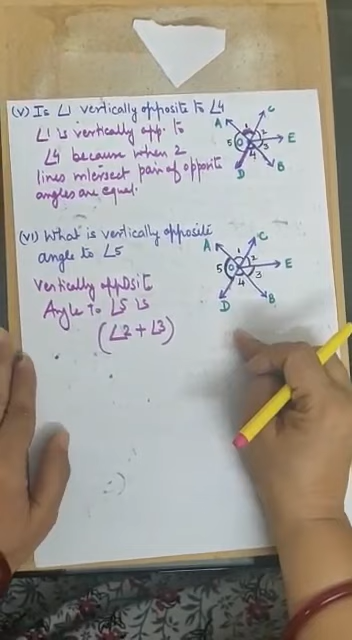 (V) Is ∠1 vertically opposite to ∠4
∠1 is vertically opp. to
∠4 because when 2
lines intersect pair of opposite
angles are equal.
A
C
1
2
5
O
3
E
4
D
B
(VI) What is vertically opposite
angle to ∠5
vertically opposite
Angle to ∠5 is
(∠2 + ∠3)
A
C
1
2
5
O
3
E
4
D
B